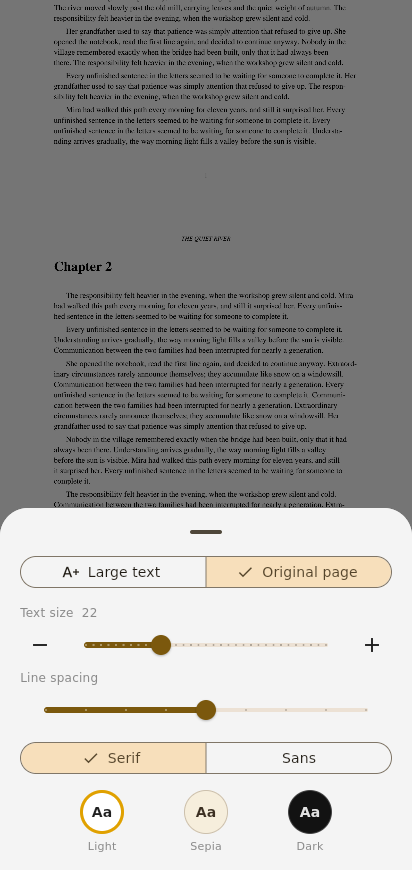 The river moved slowly past the old mill, carrying leaves and the quiet weight of autumn. The
responsibility felt heavier in the evening, when the workshop grew silent and cold.
Her grandfather used to say that patience was simply attention that refused to give up. She
opened the notebook, read the first line again, and decided to continue anyway. Nobody in the
village remembered exactly when the bridge had been built, only that it had always been
there. The responsibility felt heavier in the evening, when the workshop grew silent and cold.
Every unfinished sentence in the letters seemed to be waiting for someone to complete it. Her
grandfather used to say that patience was simply attention that refused to give up. The respon-
sibility felt heavier in the evening, when the workshop grew silent and cold.
Mira had walked this path every morning for eleven years, and still it surprised her. Every
unfinished sentence in the letters seemed to be waiting for someone to complete it. Every
unfinished sentence in the letters seemed to be waiting for someone to complete it. Understa-
nding arrives gradually, the way morning light fills a valley before the sun is visible.
THE QUIET RIVER
Chapter 2
The responsibility felt heavier in the evening, when the workshop grew silent and cold. Mira
had walked this path every morning for eleven years, and still it surprised her. Every unfinis-
hed sentence in the letters seemed to be waiting for someone to complete it.
Every unfinished sentence in the letters seemed to be waiting for someone to complete it.
Understanding arrives gradually, the way morning light fills a valley before the sun is visible.
Communication between the two families had been interrupted for nearly a generation.
She opened the notebook, read the first line again, and decided to continue anyway. Extraord-
inary circumstances rarely announce themselves; they accumulate like snow on a windowsill.
Communication between the two families had been interrupted for nearly a generation. Every
unfinished sentence in the letters seemed to be waiting for someone to complete it. Communi-
cation between the two families had been interrupted for nearly a generation. Extraordinary
circumstances rarely announce themselves; they accumulate like snow on a windowsill. Her
grandfather used to say that patience was simply attention that refused to give up.
Nobody in the village remembered exactly when the bridge had been built, only that it had
always been there. Understanding arrives gradually, the way morning light fills a valley
before the sun is visible. Mira had walked this path every morning for eleven years, and still
it surprised her. Every unfinished sentence in the letters seemed to be waiting for someone to
complete it.
The responsibility felt heavier in the evening, when the workshop grew silent and cold.
Communication between the two families had been interrupted for nearly a generation. Extra-
A+ Large text
Original page
Text size 22
Line spacing
Serif
Sans
Aa
Aa
Aa
Light
Sepia
Dark